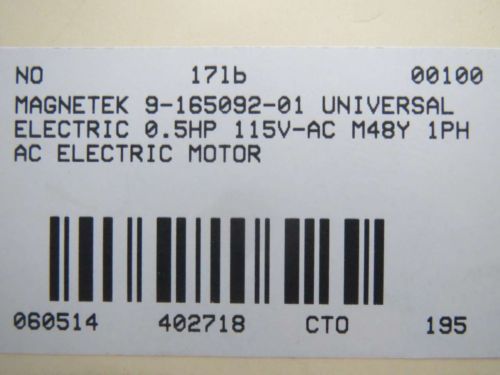 NO 17lb 00100
MAGNETEK 9-165092-01 UNIVERSAL
ELECTRIC 0.5HP 115V-AC M48Y 1PH
AC ELECTRIC MOTOR
060514 402718 CTO 195